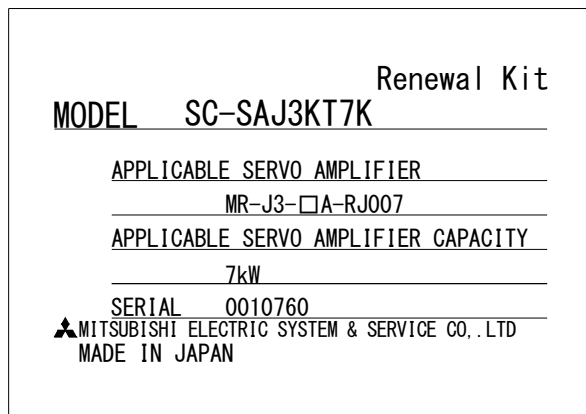 Renewal Kit
MODEL SC-SAJ3KT7K
APPLICABLE SERVO AMPLIFIER
MR-J3-□A-RJ007
APPLICABLE SERVO AMPLIFIER CAPACITY
7kW
SERIAL 0010760
MITSUBISHI ELECTRIC SYSTEM & SERVICE CO,.LTD
MADE IN JAPAN